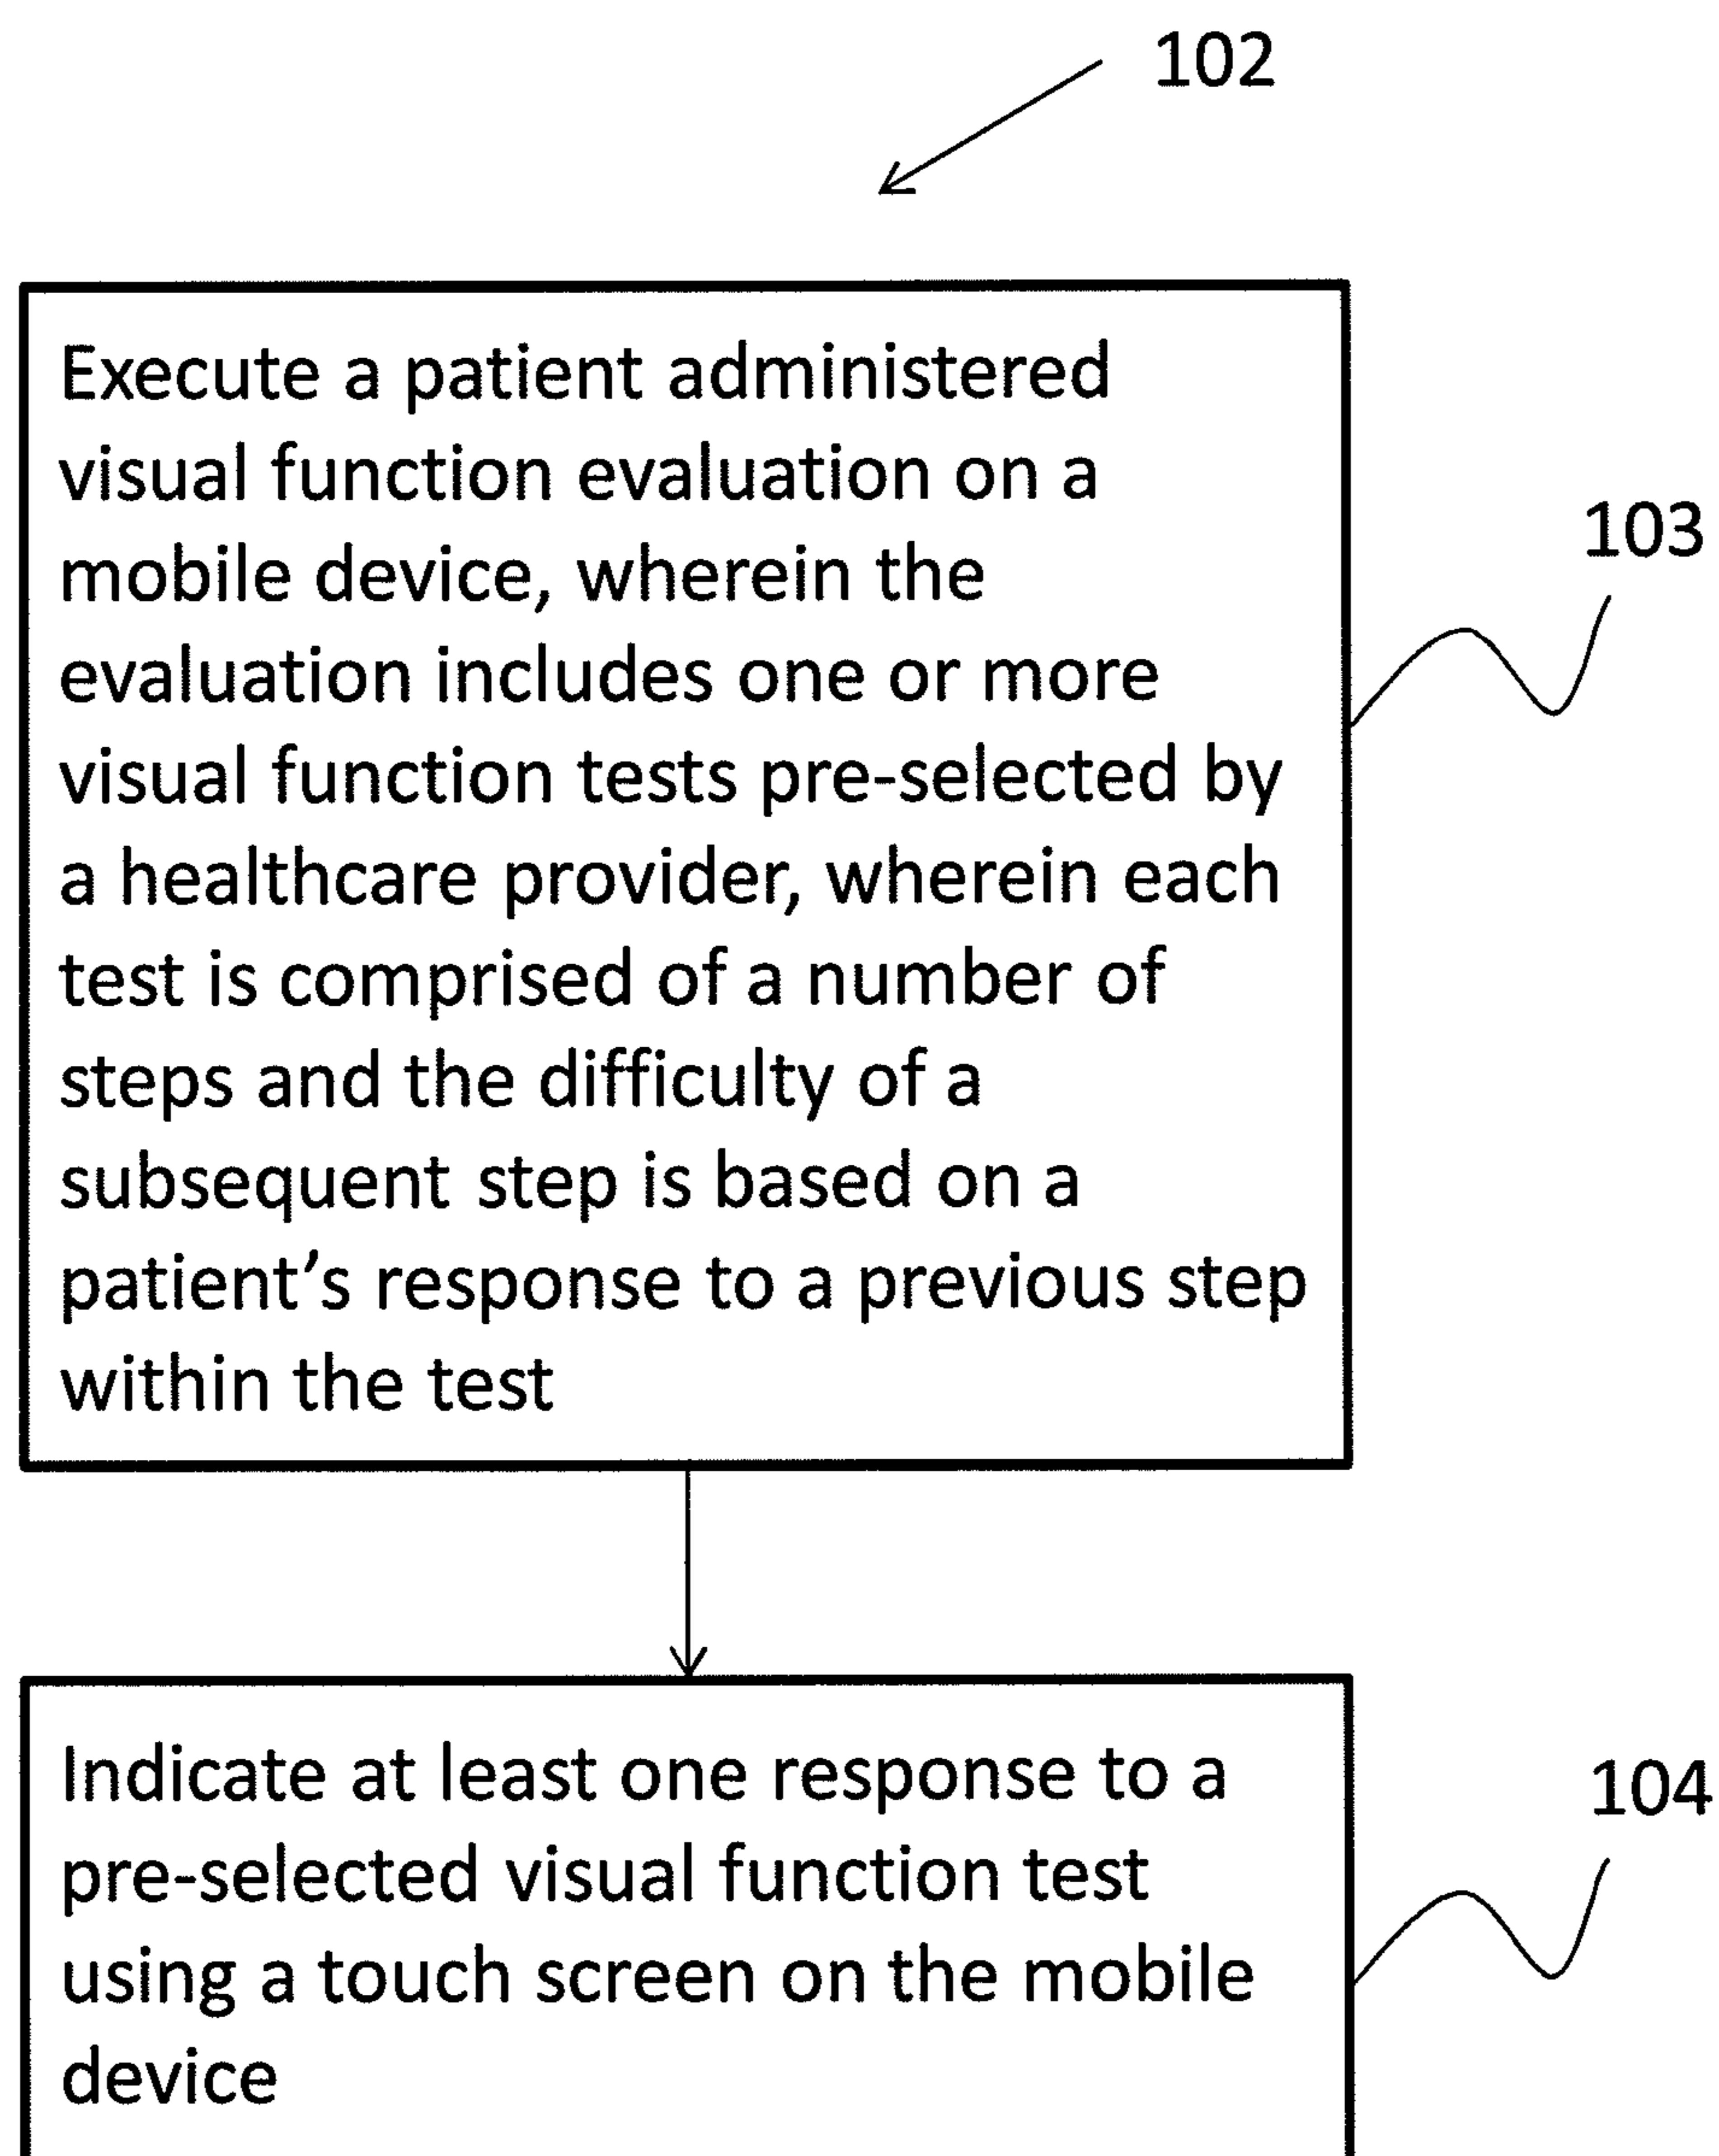 102
Execute a patient administered
visual function evaluation on a
mobile device, wherein the
evaluation includes one or more
visual function tests pre-selected by
a healthcare provider, wherein each
test is comprised of a number of
steps and the difficulty of a
subsequent step is based on a
patient’s response to a previous step
within the test
103
Indicate at least one response to a
pre-selected visual function test
using a touch screen on the mobile
device
104